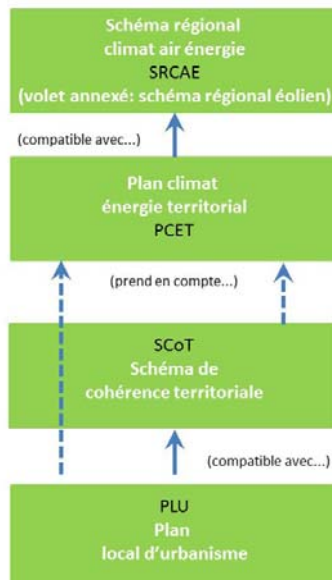 Schéma régional
climat air énergie
SRCAE
(volet annexé: schéma régional éolien)
(compatible avec...)
Plan climat
énergie territorial
PCET
(prend en compte...)
SCoT
Schéma de
cohérence territoriale
(compatible avec...)
PLU
Plan
local d'urbanisme